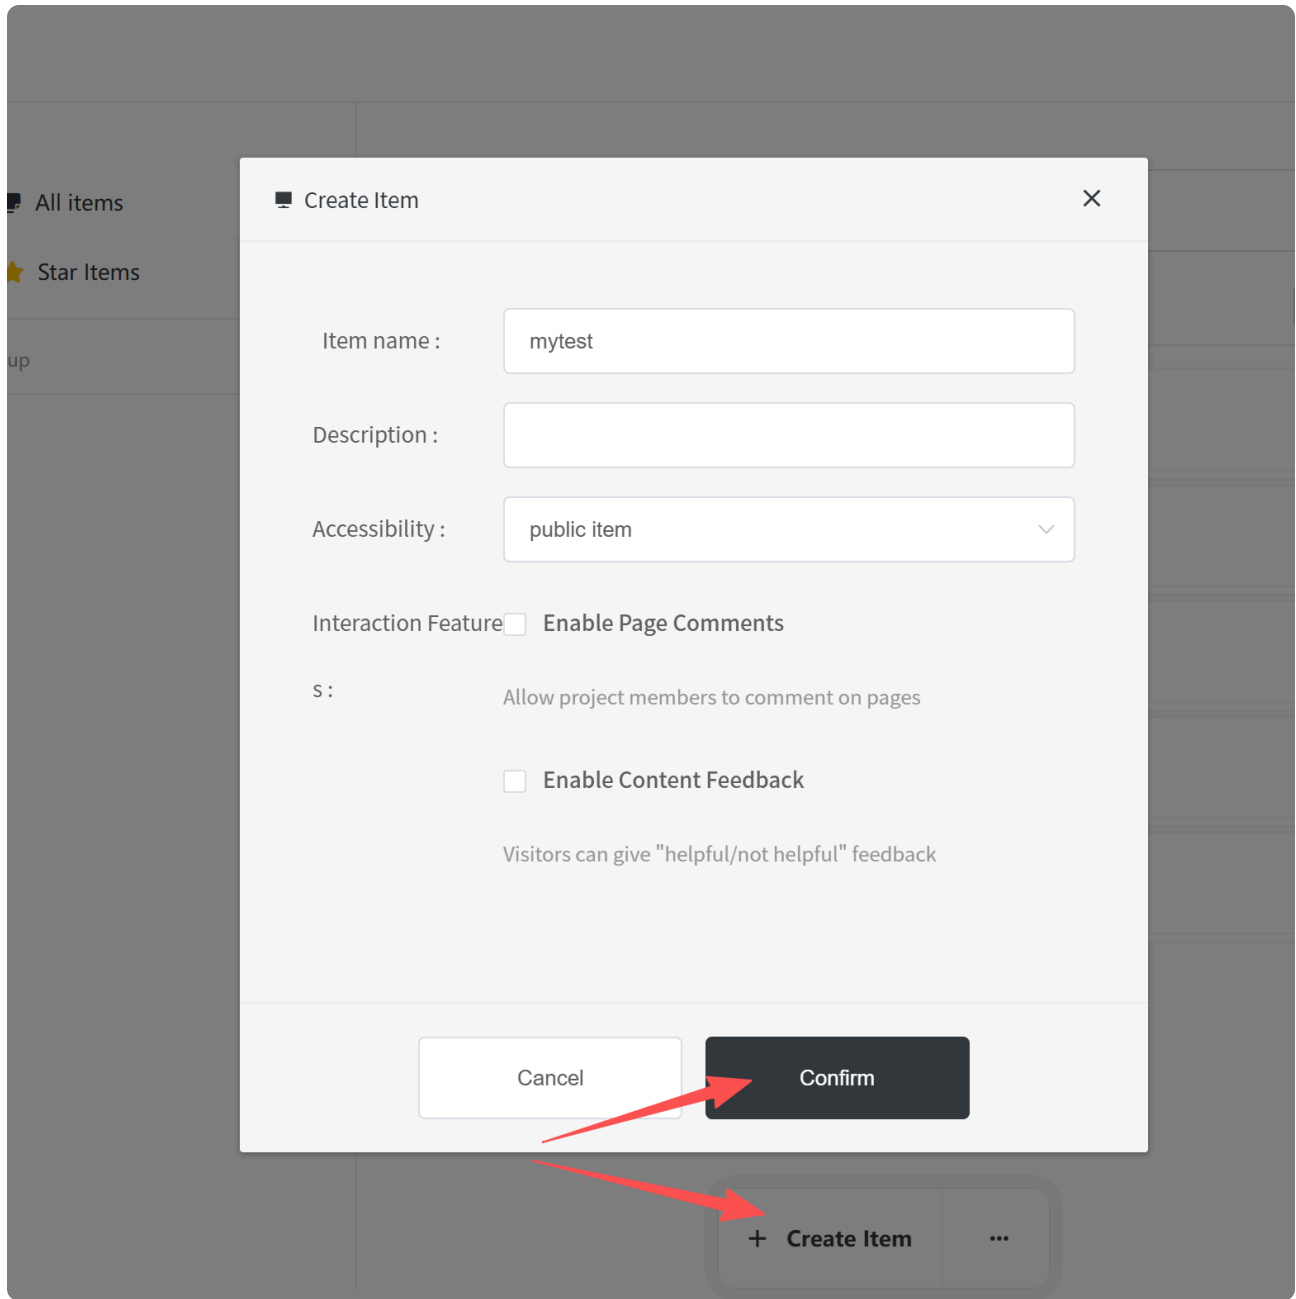 All items
Star Items
up
Create Item
Item name :
mytest
Description :
Accessibility :
public item
Interaction Feature
s :
Enable Page Comments
Allow project members to comment on pages
Enable Content Feedback
Visitors can give "helpful/not helpful" feedback
Cancel
Confirm
+ Create Item
...